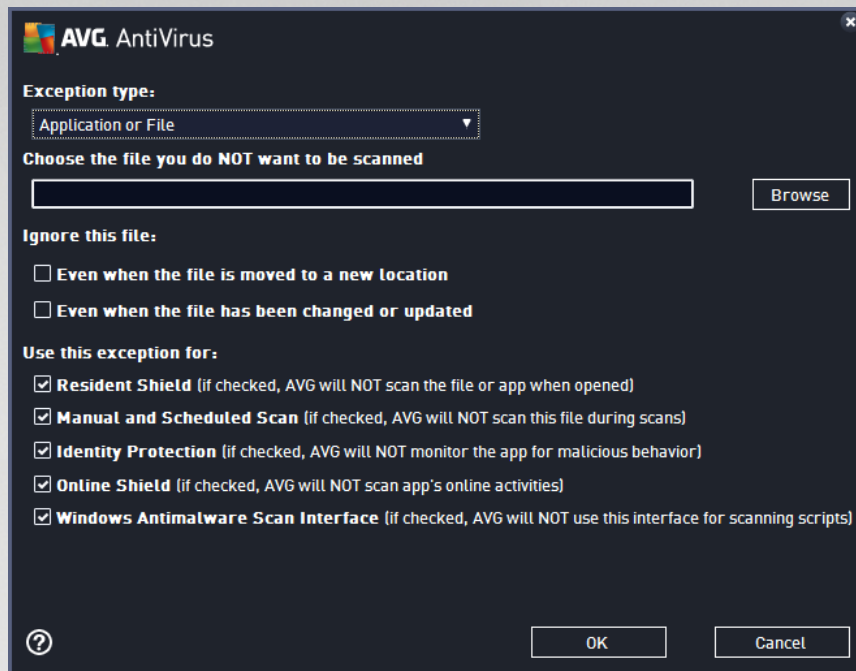 AVG. AntiVirus
Exception type:
Application or File
Choose the file you do NOT want to be scanned
Browse
Ignore this file:
Even when the file is moved to a new location
Even when the file has been changed or updated
Use this exception for:
Resident Shield (if checked, AVG will NOT scan the file or app when opened)
Manual and Scheduled Scan (if checked, AVG will NOT scan this file during scans)
Identity Protection (if checked, AVG will NOT monitor the app for malicious behavior)
Online Shield (if checked, AVG will NOT scan app's online activities)
Windows Antimalware Scan Interface (if checked, AVG will NOT use this interface for scanning scripts)
? OK Cancel